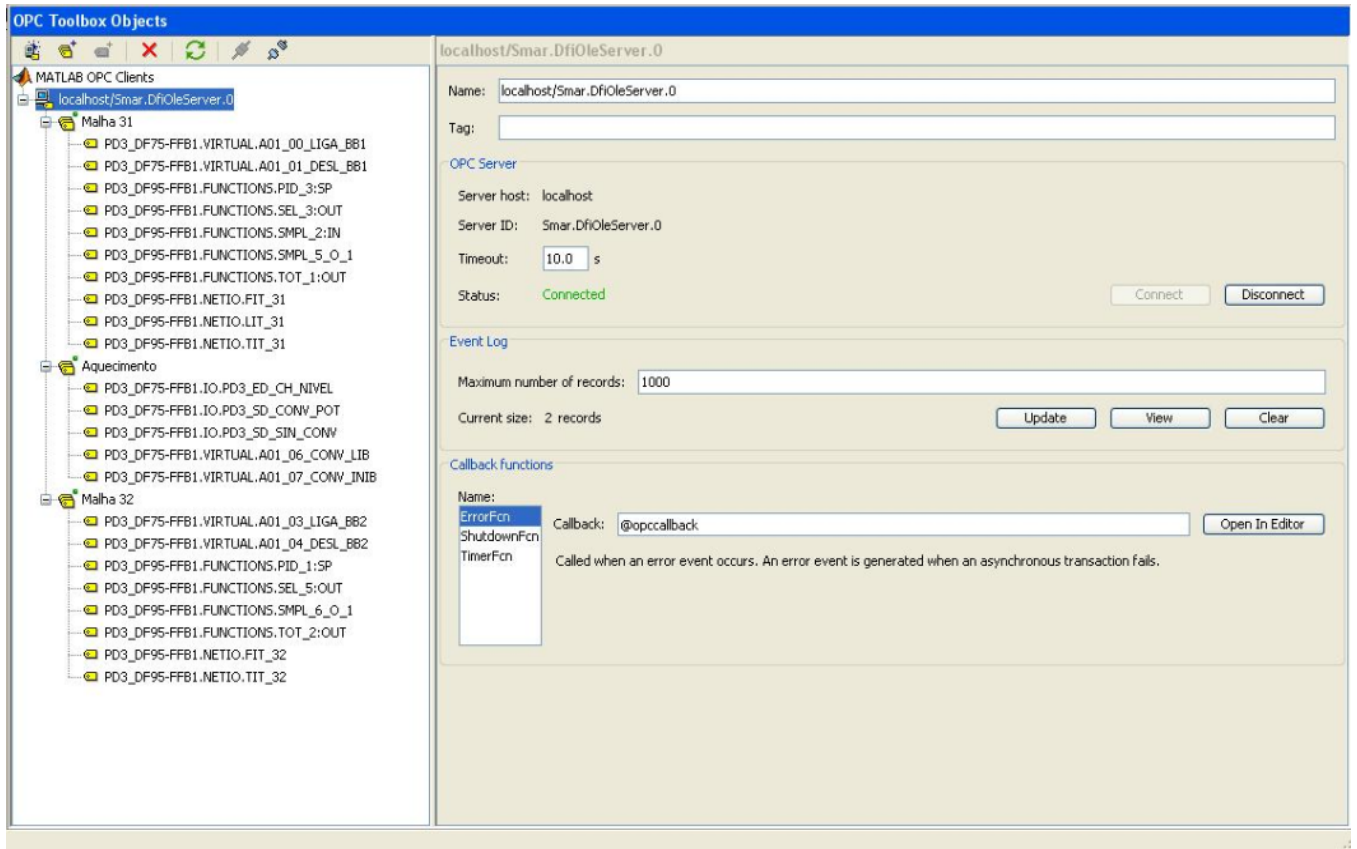 OPC Toolbox Objects
MATLAB OPC Clients
localhost/Smar.DfiOleServer.0
Malha 31
PD3_DF75-FFB1.VIRTUAL.A01_00_LIGA_BB1
PD3_DF75-FFB1.VIRTUAL.A01_01_DESL_BB1
PD3_DF95-FFB1.FUNCTIONS.PID_3:SP
PD3_DF95-FFB1.FUNCTIONS.SEL_3:OUT
PD3_DF95-FFB1.FUNCTIONS.SMPL_2:IN
PD3_DF95-FFB1.FUNCTIONS.SMPL_5_O_1
PD3_DF95-FFB1.FUNCTIONS.TOT_1:OUT
PD3_DF95-FFB1.NETIO.FIT_31
PD3_DF95-FFB1.NETIO.LIT_31
PD3_DF95-FFB1.NETIO.TIT_31
Aquecimento
PD3_DF75-FFB1.IO.PD3_ED_CH_NIVEL
PD3_DF75-FFB1.IO.PD3_SD_CONV_POT
PD3_DF75-FFB1.IO.PD3_SD_SIN_CONV
PD3_DF75-FFB1.VIRTUAL.A01_06_CONV_LIB
PD3_DF75-FFB1.VIRTUAL.A01_07_CONV_INIB
Malha 32
PD3_DF75-FFB1.VIRTUAL.A01_03_LIGA_BB2
PD3_DF75-FFB1.VIRTUAL.A01_04_DESL_BB2
PD3_DF95-FFB1.FUNCTIONS.PID_1:SP
PD3_DF95-FFB1.FUNCTIONS.SEL_5:OUT
PD3_DF95-FFB1.FUNCTIONS.SMPL_6_O_1
PD3_DF95-FFB1.FUNCTIONS.TOT_2:OUT
PD3_DF95-FFB1.NETIO.FIT_32
PD3_DF95-FFB1.NETIO.TIT_32
localhost/Smar.DfiOleServer.0
Name: localhost/Smar.DfiOleServer.0
Tag:
OPC Server
Server host: localhost
Server ID: Smar.DfiOleServer.0
Timeout: 10.0 s
Status: Connected Connect Disconnect
Event Log
Maximum number of records: 1000
Current size: 2 records Update View Clear
Callback functions
Name:
ErrorFcn
ShutdownFcn
TimerFcn
Callback: @opccallback Open In Editor
Called when an error event occurs. An error event is generated when an asynchronous transaction fails.